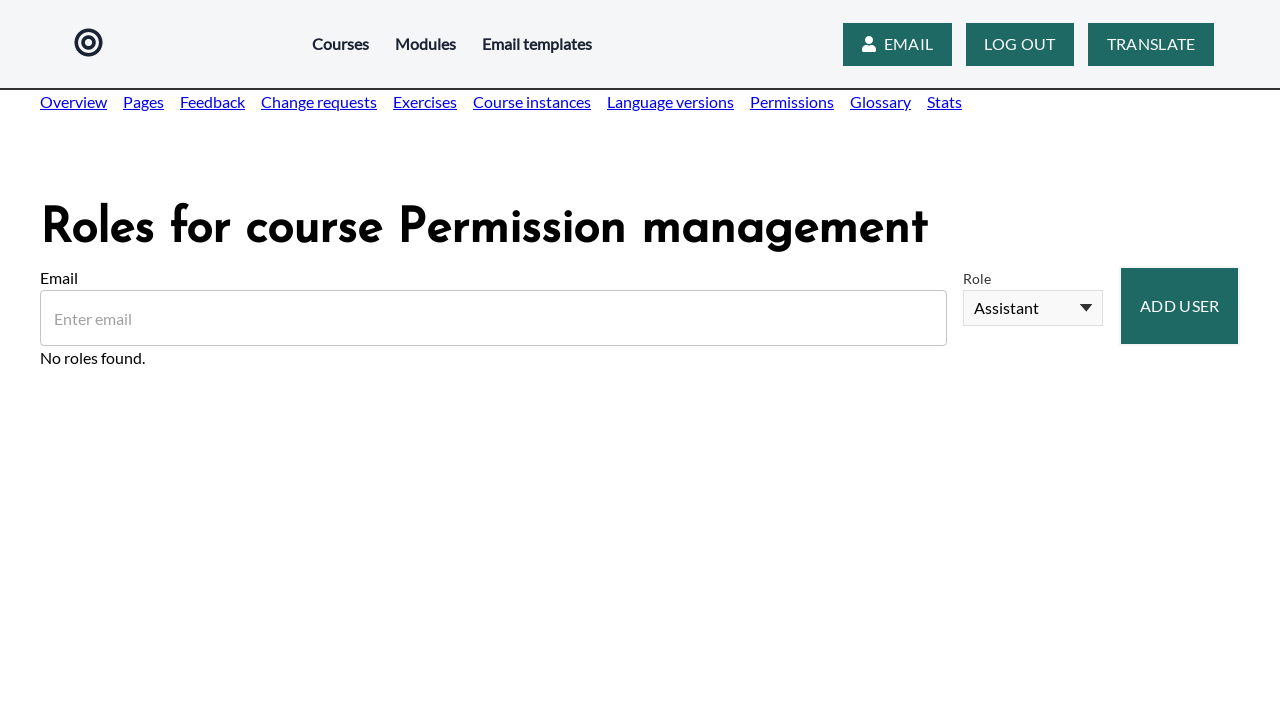 Courses Modules Email templates EMAIL LOG OUT TRANSLATE
Overview Pages Feedback Change requests Exercises Course instances Language versions Permissions Glossary Stats
Roles for course Permission management
Email
Role
Enter email
Assistant
ADD USER
No roles found.